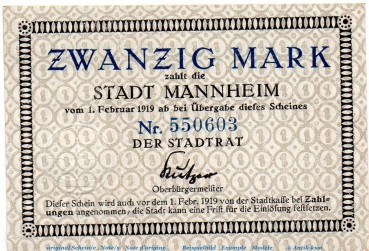 ZWANZIG MARK
zahlt die
STADT MANNHEIM
vom 1. Februar 1919 ab bei Übergabe dieses Scheines
Nr. 550603
DER STADTRAT
Oberbürgermeister
Dieser Schein wird auch vor dem 1. Febr. 1919 von der Stadtkasse bei Zahl-
ungen angenommen, die Stadt kann eine Frist für die Einlösung festsetzen.